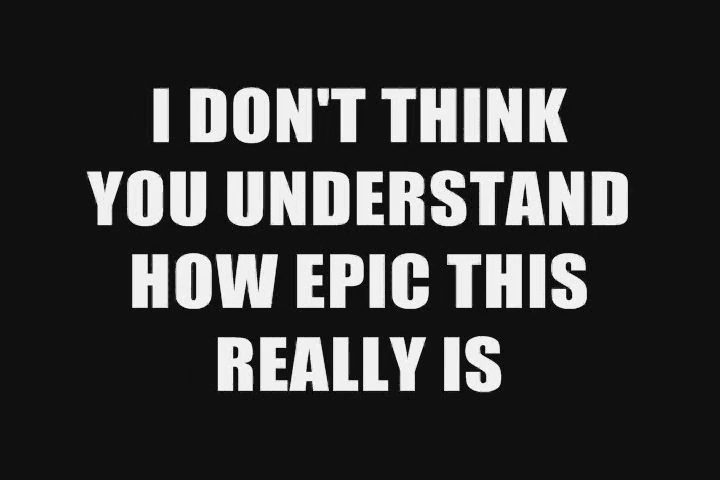 I DON'T THINK
YOU UNDERSTAND
HOW EPIC THIS
REALLY IS